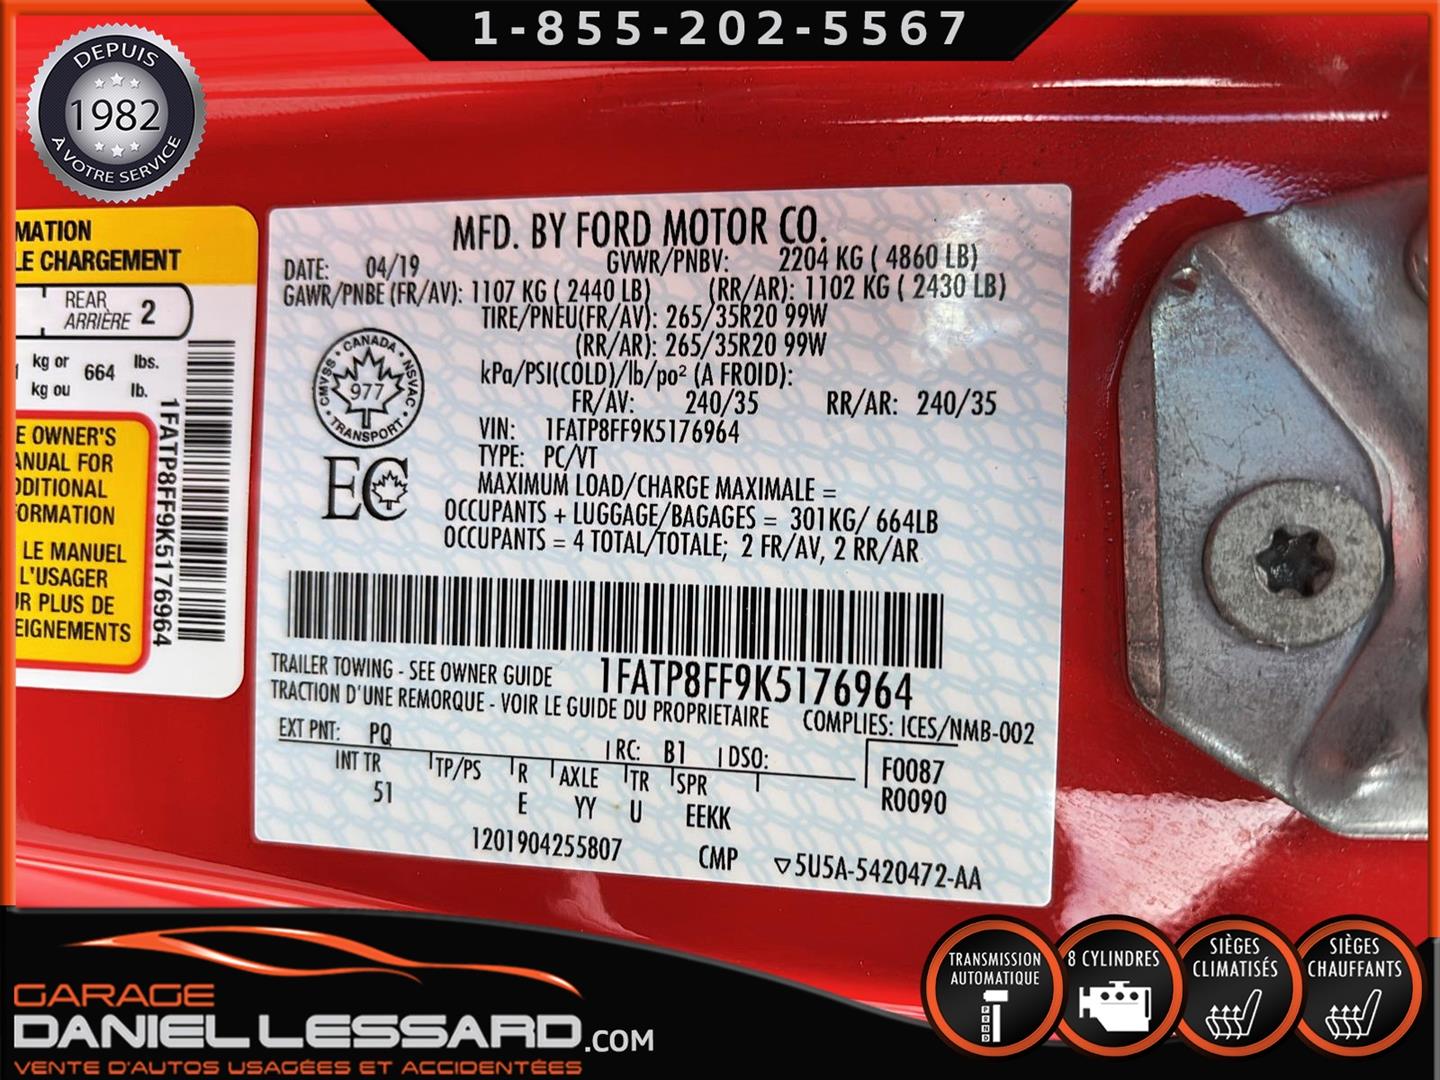 1-855-202-5567
DEPUIS
1982
À VOTRE SERVICE
MATION
LE CHARGEMENT
REAR
ARRIÈRE 2
kg or 664 lbs.
kg ou lb.
E OWNER'S
ANUAL FOR
DDITIONAL
ORMATION
LE MANUEL
L'USAGER
UR PLUS DE
EIGNEMENTS
1FATP8FF9K5176964
MFD. BY FORD MOTOR CO.
DATE: 04/19 GVWR/PNBV: 2204 KG ( 4860 LB)
GAWR/PNBE (FR/AV): 1107 KG ( 2440 LB) (RR/AR): 1102 KG ( 2430 LB)
TIRE/PNEU(FR/AV): 265/35R20 99W
(RR/AR): 265/35R20 99W
kPa/PSI(COLD)/lb/po² (A FROID):
FR/AV: 240/35 RR/AR: 240/35
CANADA
CMVSS NSVAC
977
TRANSPORT
EC
VIN: 1FATP8FF9K5176964
TYPE: PC/VT
MAXIMUM LOAD/CHARGE MAXIMALE =
OCCUPANTS + LUGGAGE/BAGAGES = 301KG/ 664LB
OCCUPANTS = 4 TOTAL/TOTALE; 2 FR/AV, 2 RR/AR
1FATP8FF9K5176964
TRAILER TOWING - SEE OWNER GUIDE
TRACTION D'UNE REMORQUE - VOIR LE GUIDE DU PROPRIETAIRE
COMPLIES: ICES/NMB-002
EXT PNT: PQ RC: B1 DSO:
INT TR TP/PS R AXLE TR SPR F0087
51 E YY U EEKK R0090
1201904255807 CMP 5U5A-5420472-AA
TRANSMISSION
AUTOMATIQUE
P R N D
8 CYLINDRES
SIÈGES
CLIMATISÉS
SIÈGES
CHAUFFANTS
GARAGE
DANIEL LESSARD.COM
VENTE D'AUTOS USAGÉES ET ACCIDENTÉES